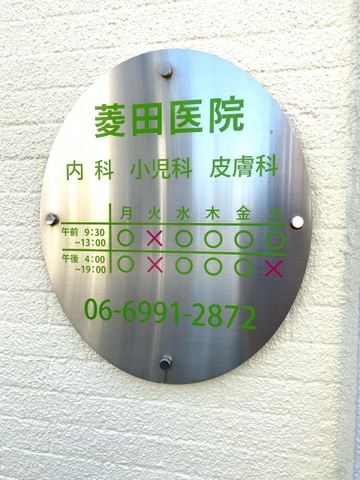 菱田医院
内科 小児科 皮膚科
月 火 水 木 金 土
午前 9:30 ~13:00 ○ × ○ ○ ○ ○
午後 4:00 ~19:00 ○ × ○ ○ ○ ×
06-6991-2872